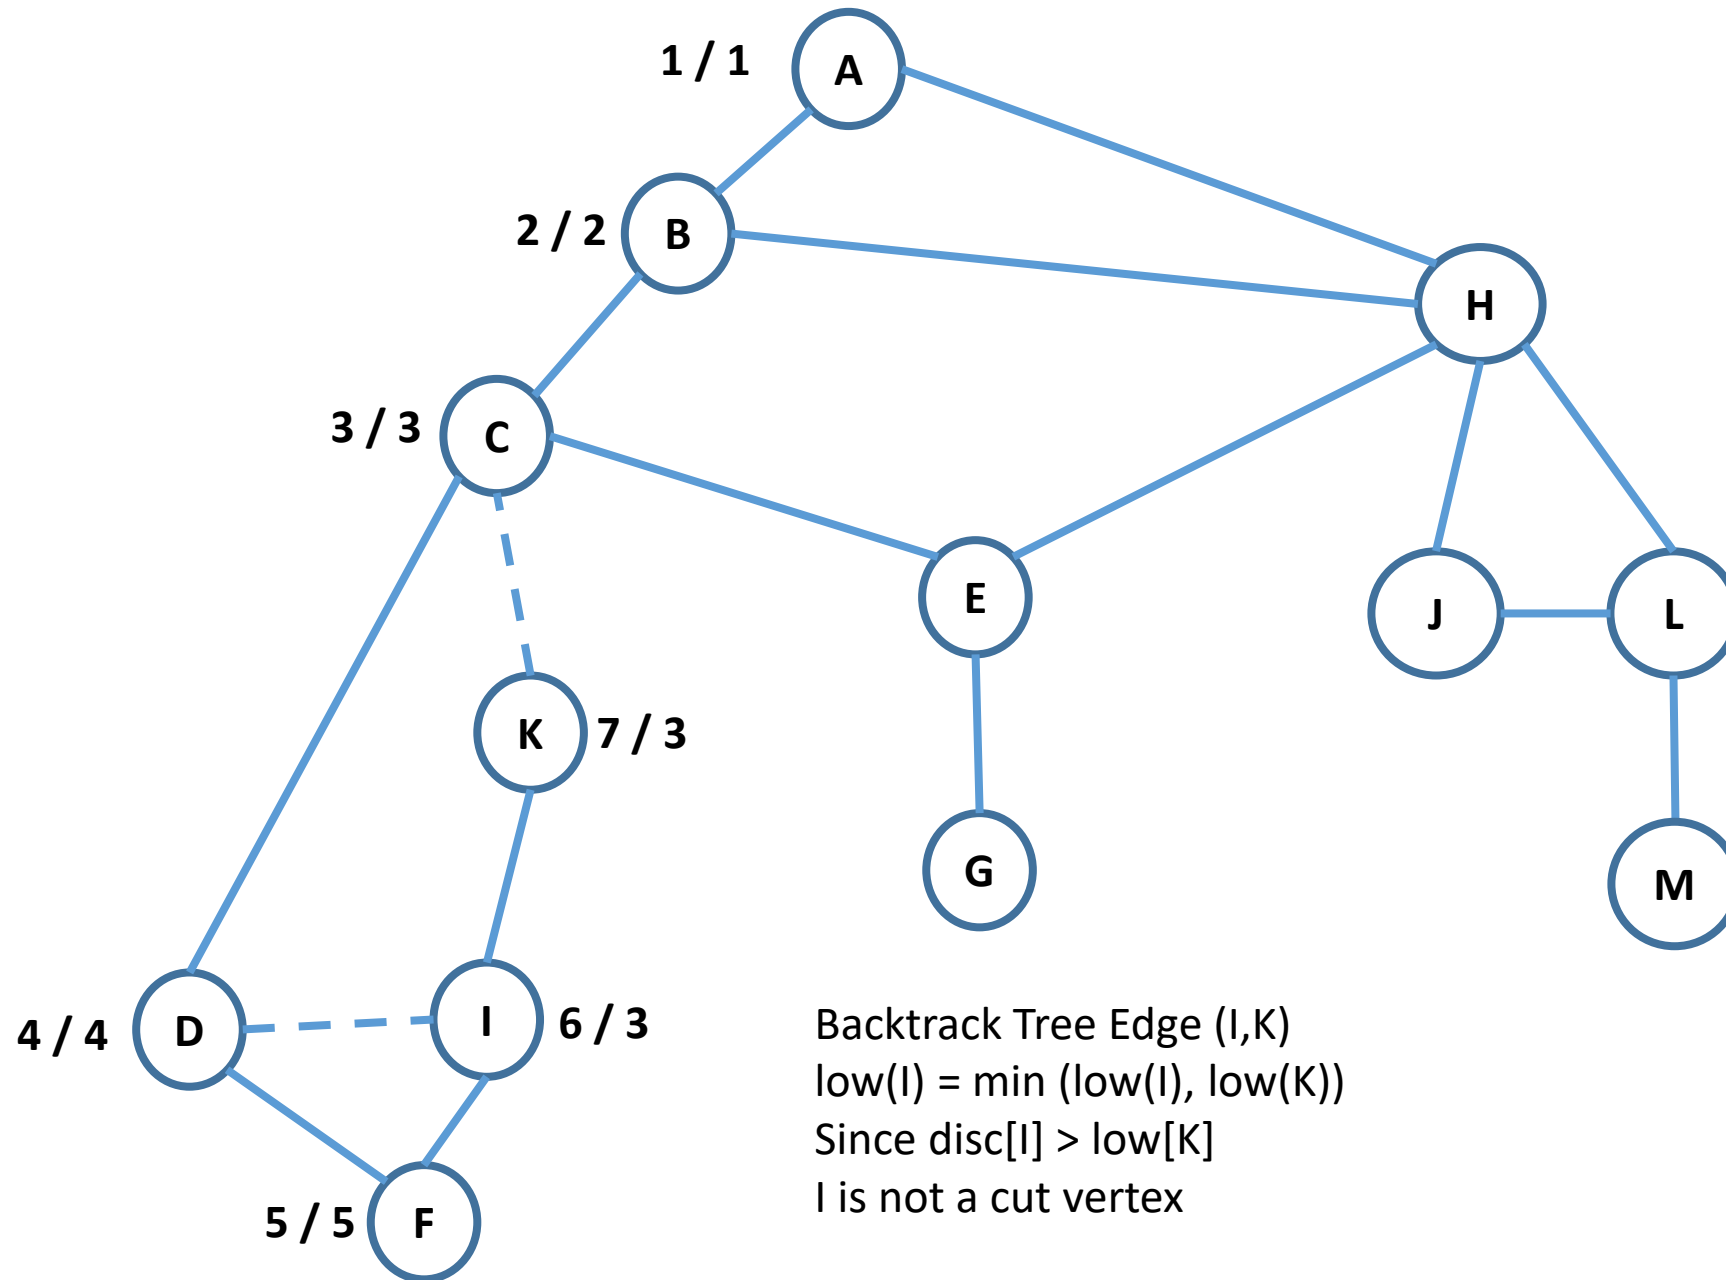 1 / 1
A
2 / 2
B
H
3 / 3
C
E
J
L
K
7 / 3
G
M
4 / 4
D
I
6 / 3
5 / 5
F
Backtrack Tree Edge (I,K)
low(I) = min (low(I), low(K))
Since disc[I] > low[K]
I is not a cut vertex